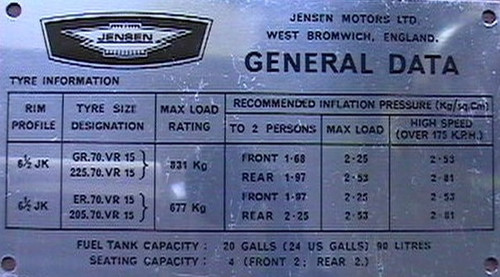 JENSEN
JENSEN MOTORS LTD.
WEST BROMWICH, ENGLAND.
GENERAL DATA
TYRE INFORMATION
RIM PROFILE TYRE SIZE DESIGNATION MAX LOAD RATING RECOMMENDED INFLATION PRESSURE (Kg/sq.Cm)
TO 2 PERSONS MAX LOAD HIGH SPEED (OVER 175 K.P.H.)
6½ JK GR.70.VR 15 } 831 Kg FRONT 1·68 2·25 2·53
225.70.VR 15 REAR 1·97 2·53 2·81
6½ JK ER.70.VR 15 } 677 Kg FRONT 1·97 2·25 2·53
205.70.VR 15 REAR 2·25 2·53 2·81
FUEL TANK CAPACITY : 20 GALLS (24 US GALLS) 90 LITRES
SEATING CAPACITY : 4 (FRONT 2; REAR 2.)